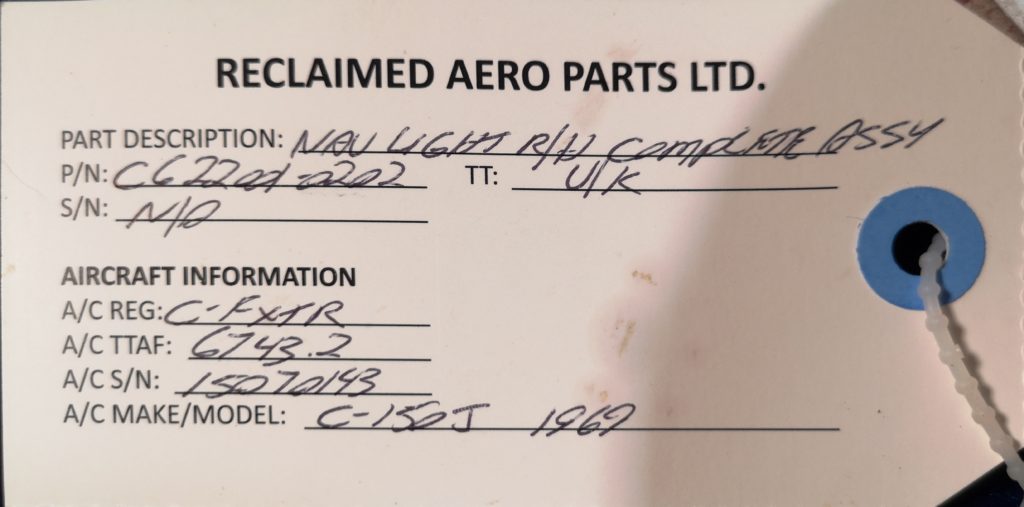 RECLAIMED AERO PARTS LTD.
PART DESCRIPTION: NAV LIGHT R/H COMPLETE ASSY
P/N: C622001-0202 TT: U/K
S/N: N/A
AIRCRAFT INFORMATION
A/C REG: C-FXTR
A/C TTAF: 6743.2
A/C S/N: 15070143
A/C MAKE/MODEL: C-150J 1969